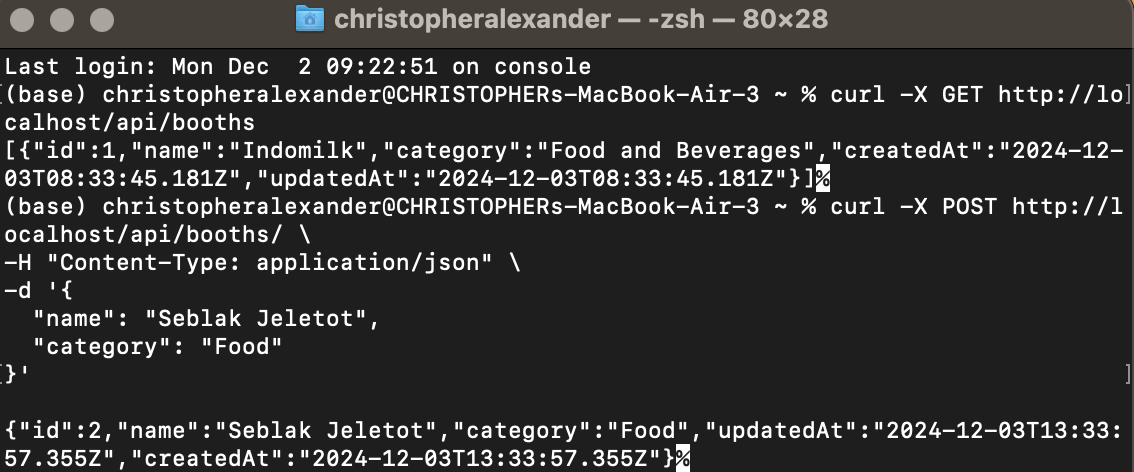 christopheralexander — -zsh — 80×28
Last login: Mon Dec  2 09:22:51 on console
[(base) christopheralexander@CHRISTOPHERs-MacBook-Air-3 ~ % curl -X GET http://lo]
calhost/api/booths
[{"id":1,"name":"Indomilk","category":"Food and Beverages","createdAt":"2024-12-
03T08:33:45.181Z","updatedAt":"2024-12-03T08:33:45.181Z"}]%
(base) christopheralexander@CHRISTOPHERs-MacBook-Air-3 ~ % curl -X POST http://l
ocalhost/api/booths/ \
-H "Content-Type: application/json" \
-d '{
  "name": "Seblak Jeletot",
  "category": "Food"
[}' ]
{"id":2,"name":"Seblak Jeletot","category":"Food","updatedAt":"2024-12-03T13:33:
57.355Z","createdAt":"2024-12-03T13:33:57.355Z"}%